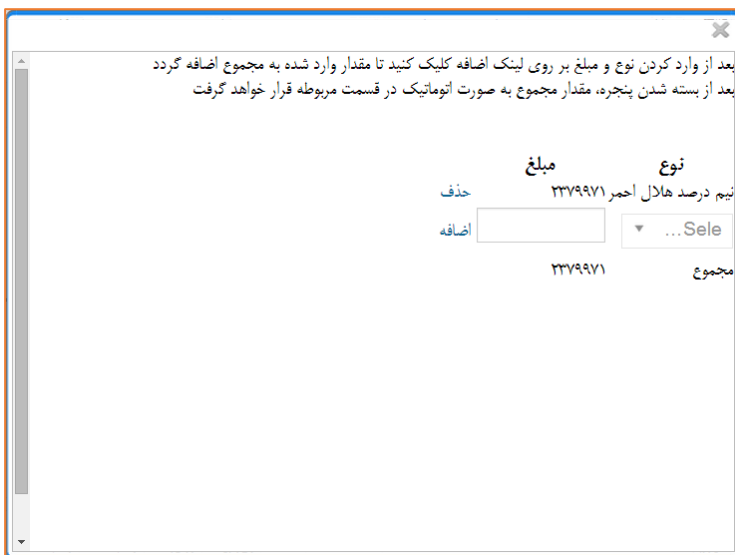 بعد از وارد کردن نوع و مبلغ بر روی لینک اضافه کلیک کنید تا مقدار وارد شده به مجموع اضافه گردد
بعد از بسته شدن پنجره، مقدار مجموع به صورت اتوماتیک در قسمت مربوطه قرار خواهد گرفت
نوع مبلغ
نیم درصد هلال احمر ۲۳۷۹۹۷۱ حذف
Sele... اضافه
مجموع ۲۳۷۹۹۷۱